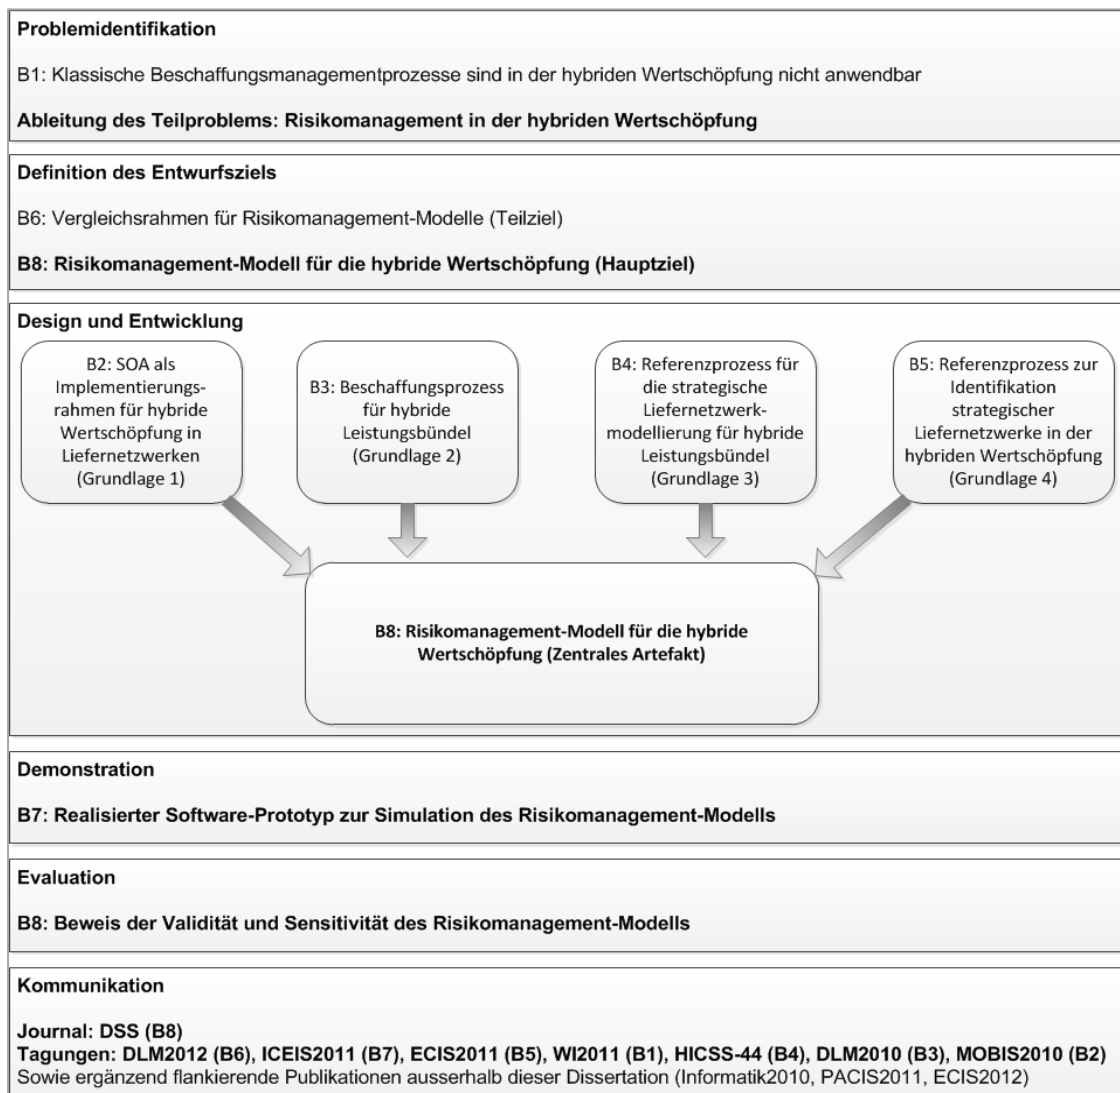 Problemidentifikation
B1: Klassische Beschaffungsmanagementprozesse sind in der hybriden Wertschöpfung nicht anwendbar
Ableitung des Teilproblems: Risikomanagement in der hybriden Wertschöpfung
Definition des Entwurfsziels
B6: Vergleichsrahmen für Risikomanagement-Modelle (Teilziel)
B8: Risikomanagement-Modell für die hybride Wertschöpfung (Hauptziel)
Design und Entwicklung
B2: SOA als
Implementierungs-
rahmen für hybride
Wertschöpfung in
Liefernetzwerken
(Grundlage 1)
B3: Beschaffungsprozess
für hybride
Leistungsbündel
(Grundlage 2)
B4: Referenzprozess für
die strategische
Liefernetzwerk-
modellierung für hybride
Leistungsbündel
(Grundlage 3)
B5: Referenzprozess zur
Identifikation
strategischer
Liefernetzwerke in der
hybriden Wertschöpfung
(Grundlage 4)
B8: Risikomanagement-Modell für die hybride
Wertschöpfung (Zentrales Artefakt)
Demonstration
B7: Realisierter Software-Prototyp zur Simulation des Risikomanagement-Modells
Evaluation
B8: Beweis der Validität und Sensitivität des Risikomanagement-Modells
Kommunikation
Journal: DSS (B8)
Tagungen: DLM2012 (B6), ICEIS2011 (B7), ECIS2011 (B5), WI2011 (B1), HICSS-44 (B4), DLM2010 (B3), MOBIS2010 (B2)
Sowie ergänzend flankierende Publikationen ausserhalb dieser Dissertation (Informatik2010, PACIS2011, ECIS2012)